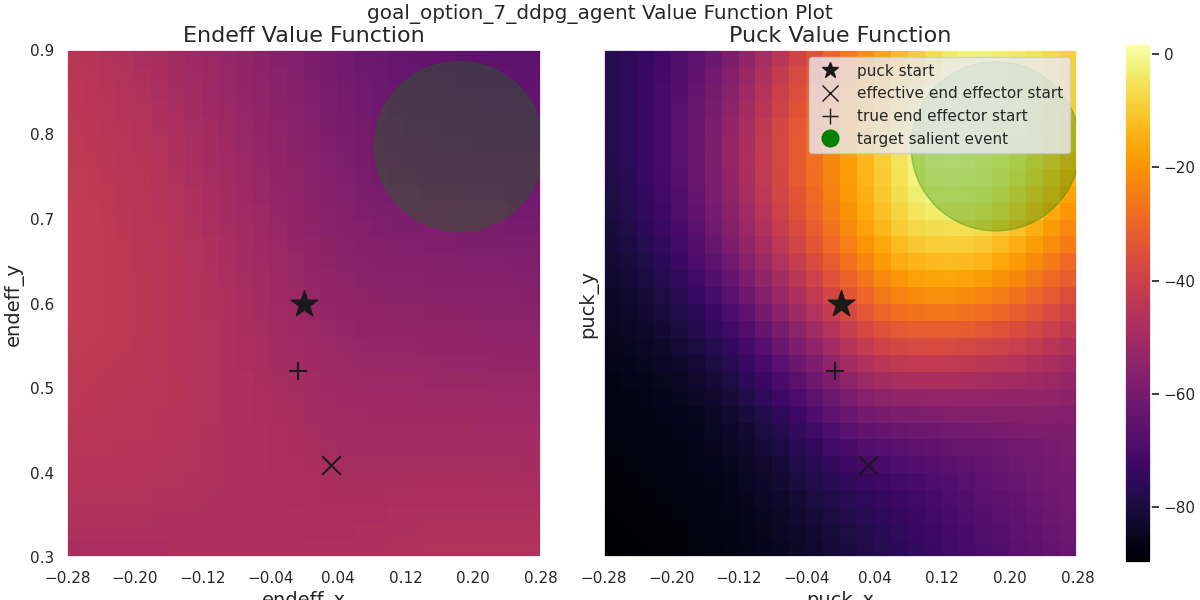 goal_option_7_ddpg_agent Value Function Plot
Endeff Value Function
Puck Value Function
endeff_y
0.9
0.8
0.7
0.6
0.5
0.4
0.3
−0.28 −0.20 −0.12 −0.04 0.04 0.12 0.20 0.28
endeff_x
puck_y
puck start
effective end effector start
true end effector start
target salient event
−0.28 −0.20 −0.12 −0.04 0.04 0.12 0.20 0.28
puck_x
0
−20
−40
−60
−80